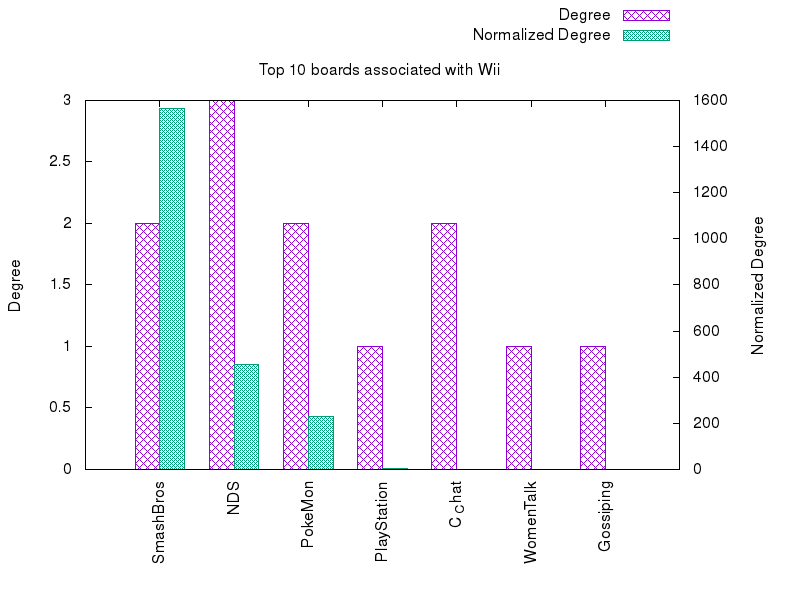 Degree
Normalized Degree
Top 10 boards associated with Wii
3
2.5
2
1.5
1
0.5
0
Degree
1600
1400
1200
1000
800
600
400
200
0
Normalized Degree
SmashBros
NDS
PokeMon
PlayStation
C_Chat
WomenTalk
Gossiping